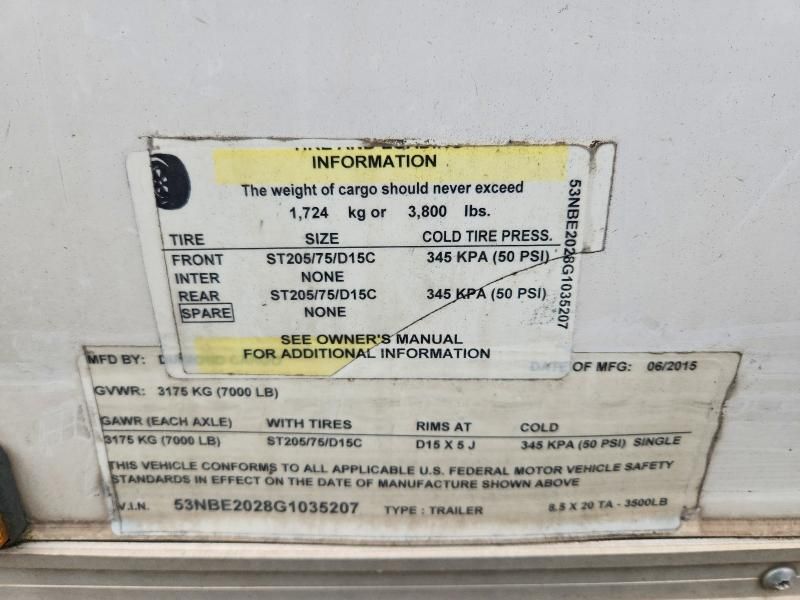 TIRE AND LOADING
INFORMATION
The weight of cargo should never exceed
1,724 kg or 3,800 lbs.
TIRE SIZE COLD TIRE PRESS.
FRONT ST205/75/D15C 345 KPA (50 PSI)
INTER NONE
REAR ST205/75/D15C 345 KPA (50 PSI)
SPARE NONE
SEE OWNER'S MANUAL
FOR ADDITIONAL INFORMATION
53NBE2028G1035207
MFD BY: DIAMOND CARGO DATE OF MFG: 06/2015
GVWR: 3175 KG (7000 LB)
GAWR (EACH AXLE) WITH TIRES RIMS AT COLD
3175 KG (7000 LB) ST205/75/D15C D15 X 5 J 345 KPA (50 PSI) SINGLE
THIS VEHICLE CONFORMS TO ALL APPLICABLE U.S. FEDERAL MOTOR VEHICLE SAFETY
STANDARDS IN EFFECT ON THE DATE OF MANUFACTURE SHOWN ABOVE
V.I.N. 53NBE2028G1035207 TYPE : TRAILER 8.5 X 20 TA - 3500LB